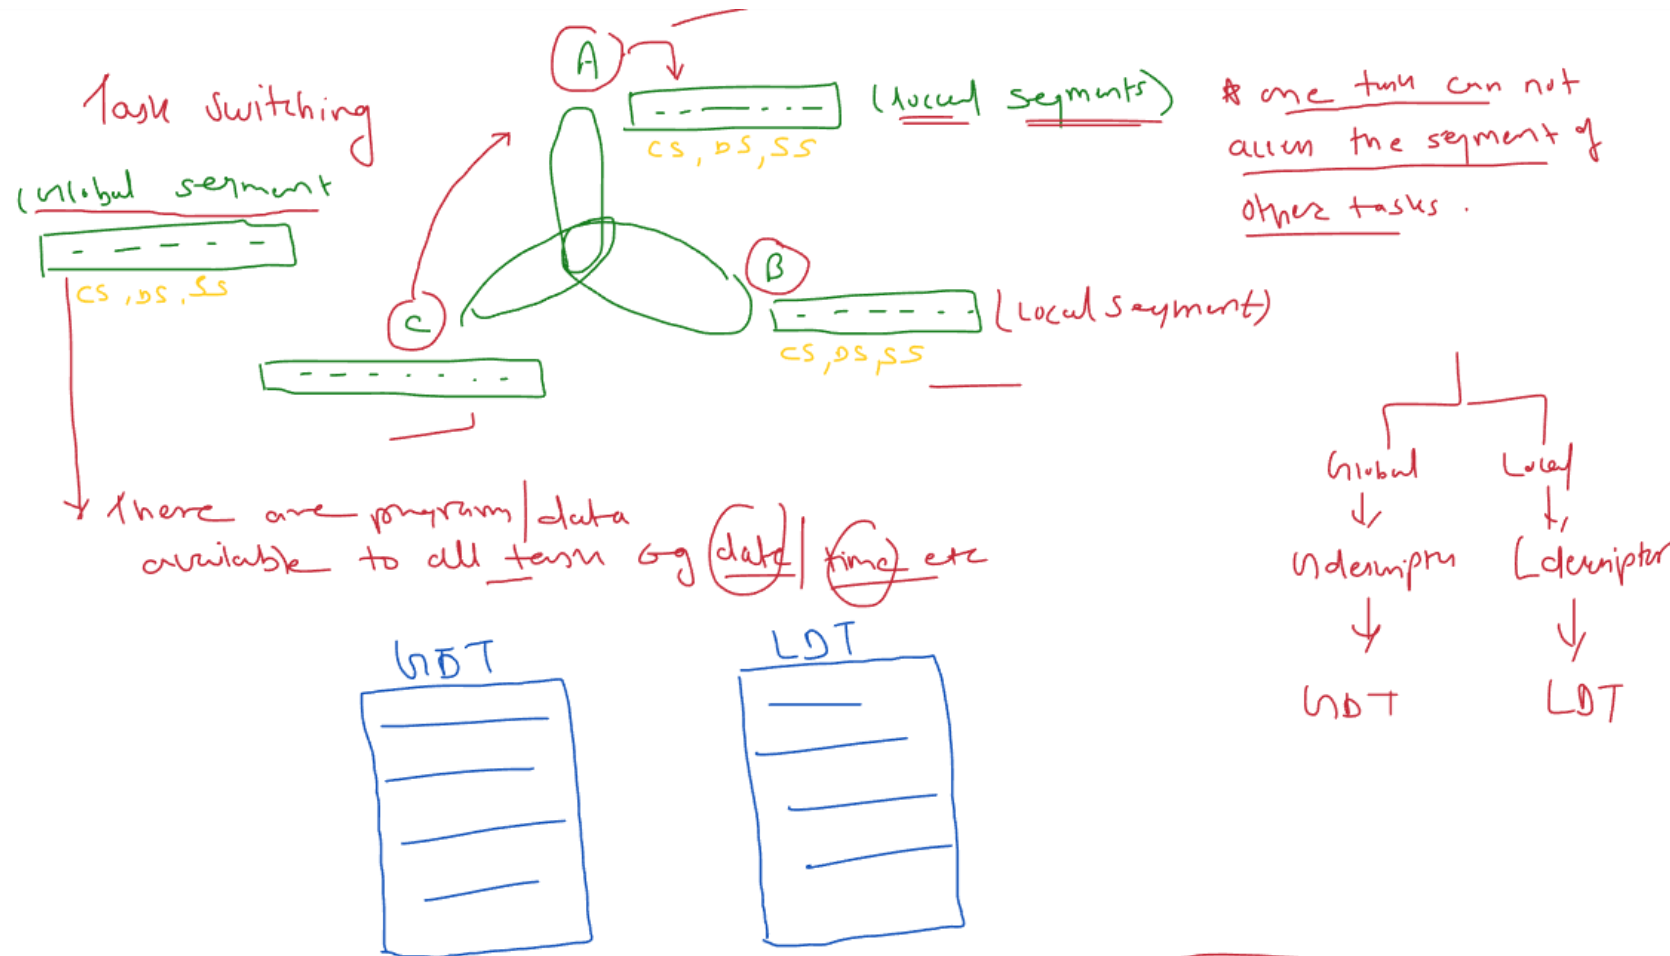 Task switching
(Global segment
CS, DS, SS
A
(local segments)
CS, DS, SS
* one task can not
access the segment of
other tasks.
B
(Local segment)
CS, DS, SS
C
There are program/data
available to all task eg date/time etc
Global
Local
Gdescriptor
Ldescriptor
GDT
LDT
GDT
LDT